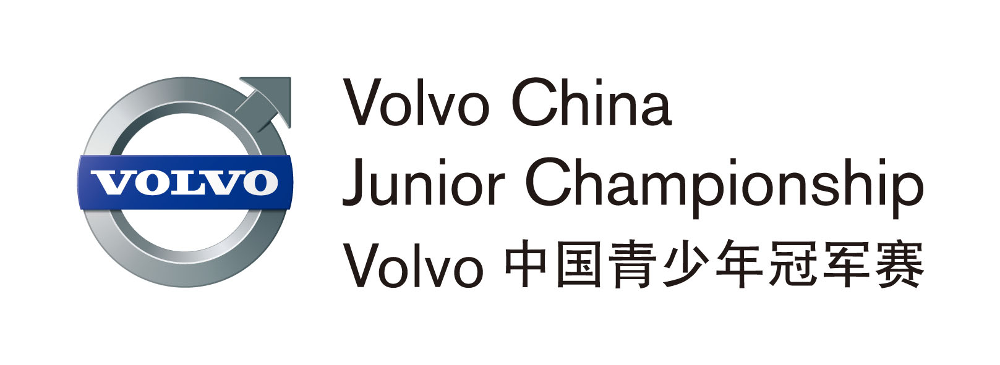 VOLVO
Volvo China
Junior Championship
Volvo 中国青少年冠军赛